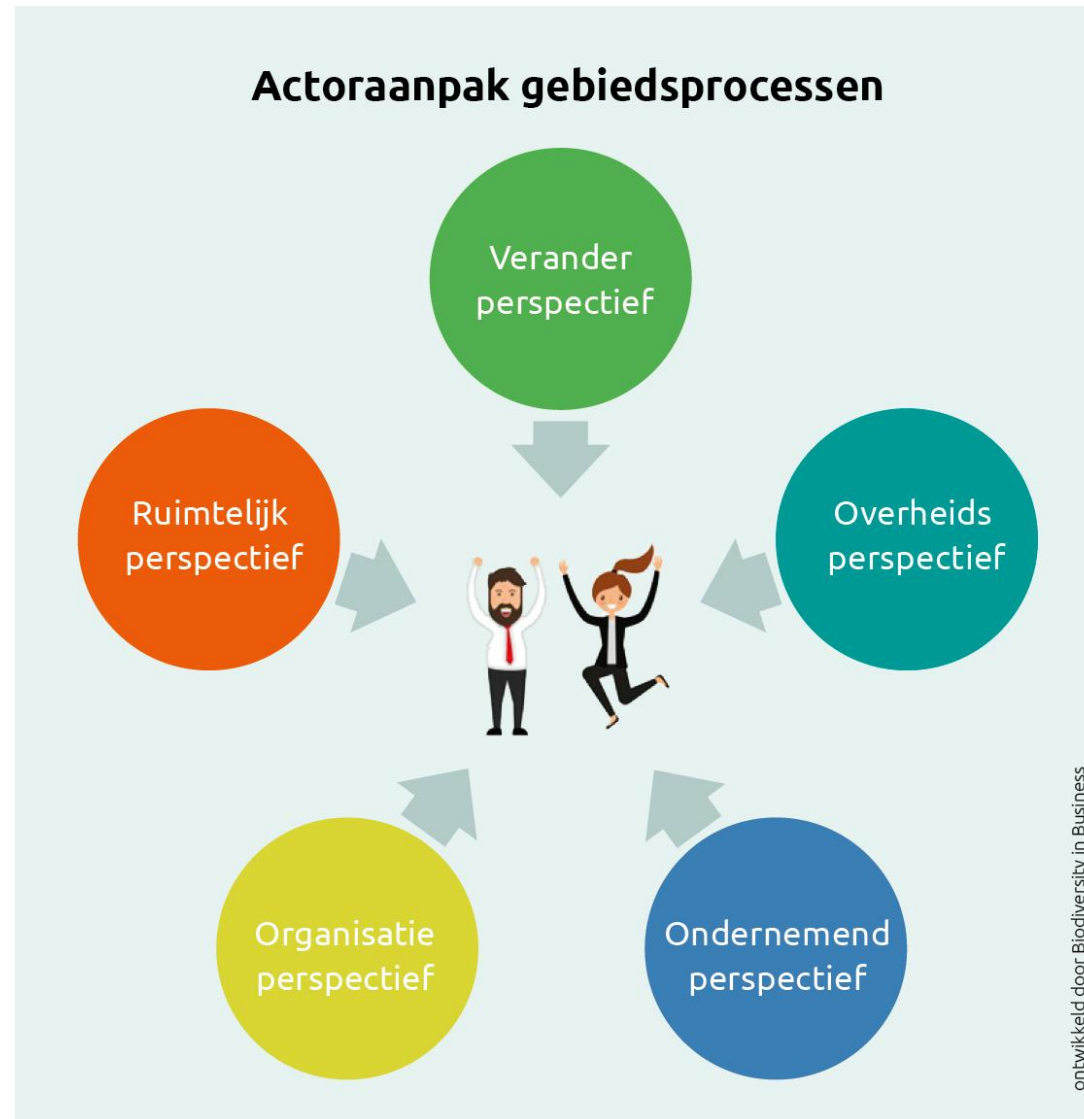 Actoraanpak gebiedsprocessen
Verander
perspectief
Ruimtelijk
perspectief
Overheids
perspectief
Organisatie
perspectief
Ondernemend
perspectief
ontwikkeld door Biodiversity in Business